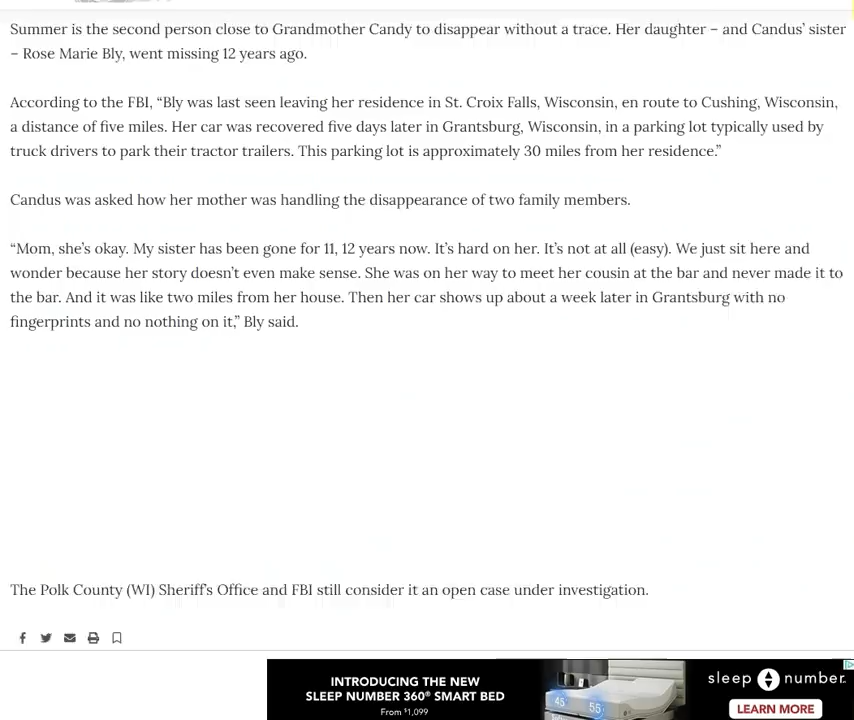 Summer is the second person close to Grandmother Candy to disappear without a trace. Her daughter – and Candus’ sister
– Rose Marie Bly, went missing 12 years ago.
According to the FBI, “Bly was last seen leaving her residence in St. Croix Falls, Wisconsin, en route to Cushing, Wisconsin,
a distance of five miles. Her car was recovered five days later in Grantsburg, Wisconsin, in a parking lot typically used by
truck drivers to park their tractor trailers. This parking lot is approximately 30 miles from her residence.”
Candus was asked how her mother was handling the disappearance of two family members.
“Mom, she’s okay. My sister has been gone for 11, 12 years now. It’s hard on her. It’s not at all (easy). We just sit here and
wonder because her story doesn’t even make sense. She was on her way to meet her cousin at the bar and never made it to
the bar. And it was like two miles from her house. Then her car shows up about a week later in Grantsburg with no
fingerprints and no nothing on it,” Bly said.
The Polk County (WI) Sheriff’s Office and FBI still consider it an open case under investigation.
INTRODUCING THE NEW
SLEEP NUMBER 360® SMART BED
From $1,099
45 55
sleep number.
LEARN MORE